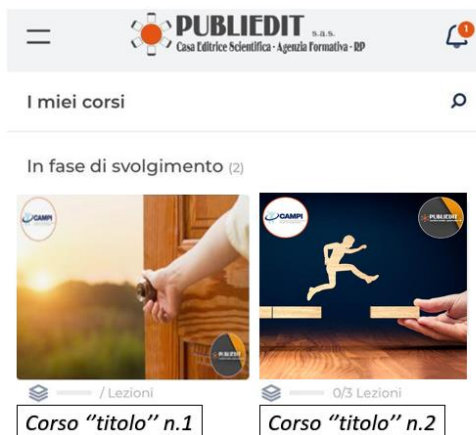 PUBLIEDIT s.a.s.
Casa Editrice Scientifica - Agenzia Formativa - RP
1
I miei corsi
In fase di svolgimento (2)
CAMPI
PUBLIEDIT
CAMPI
PUBLIEDIT
/ Lezioni
0/3 Lezioni
Corso ‘‘titolo’’ n.1
Corso ‘‘titolo’’ n.2